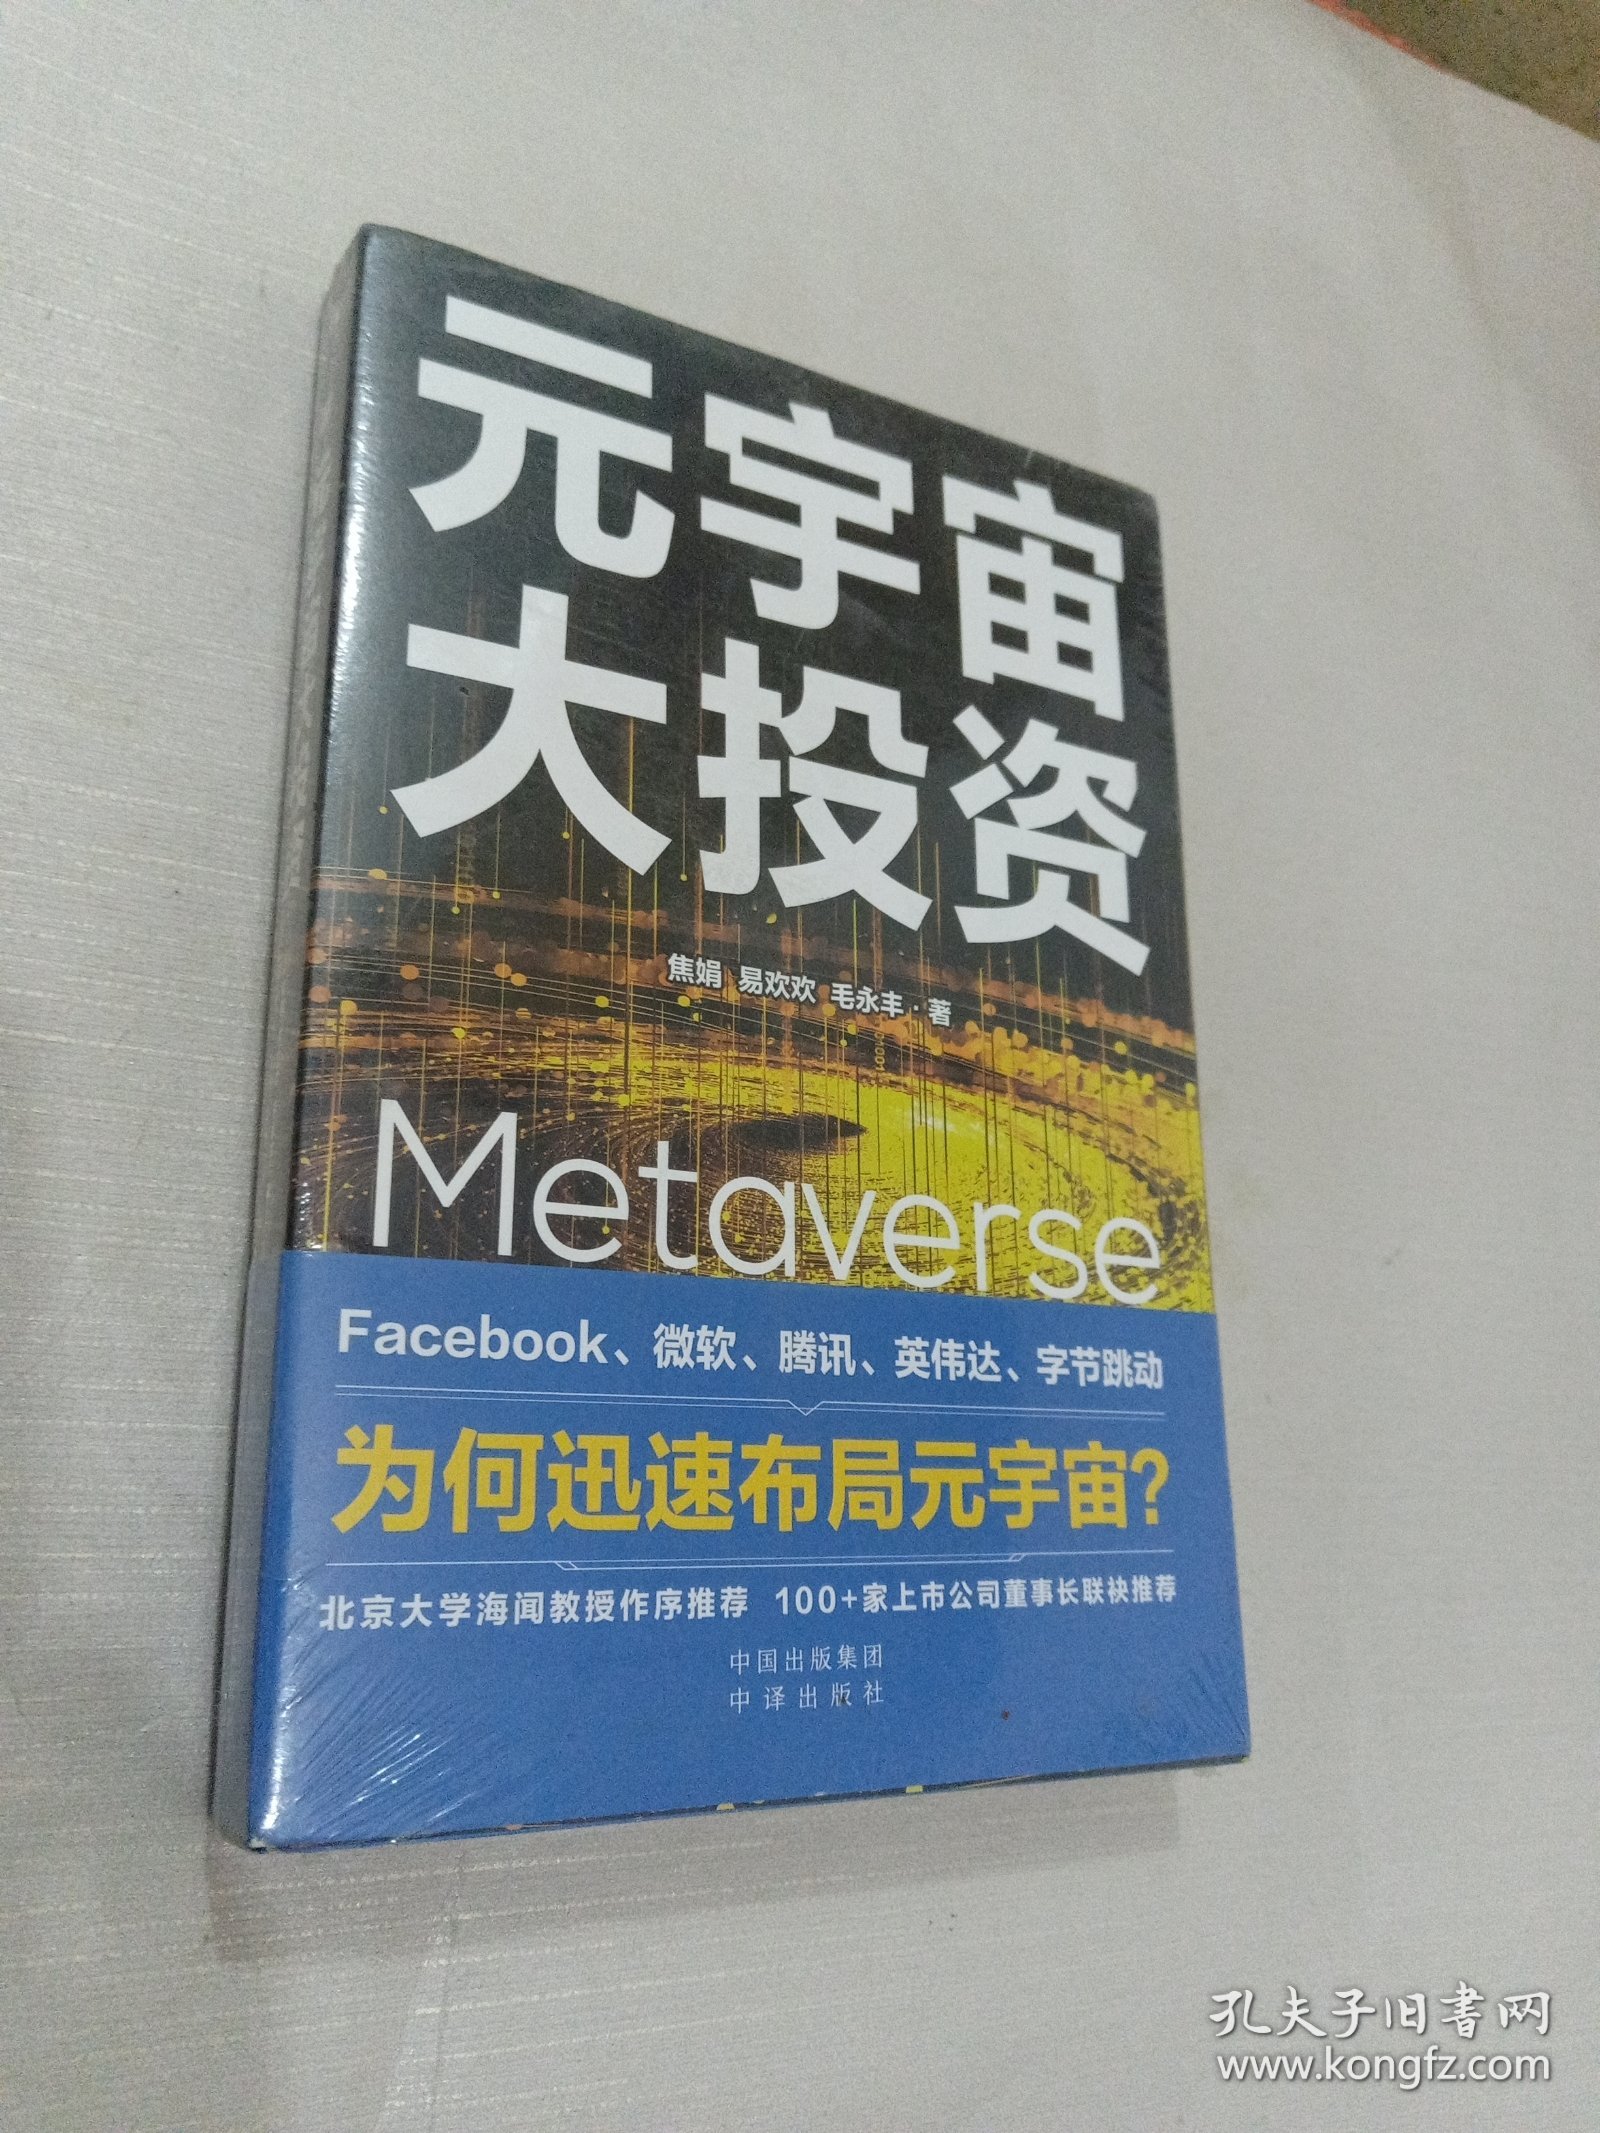 元宇宙
大投资
焦娟 易欢欢 毛永丰·著
Metaverse
Facebook、微软、腾讯、英伟达、字节跳动
为何迅速布局元宇宙?
北京大学海闻教授作序推荐 100+家上市公司董事长联袂推荐
中国出版集团
中译出版社
孔夫子旧书网
www.kongfz.com